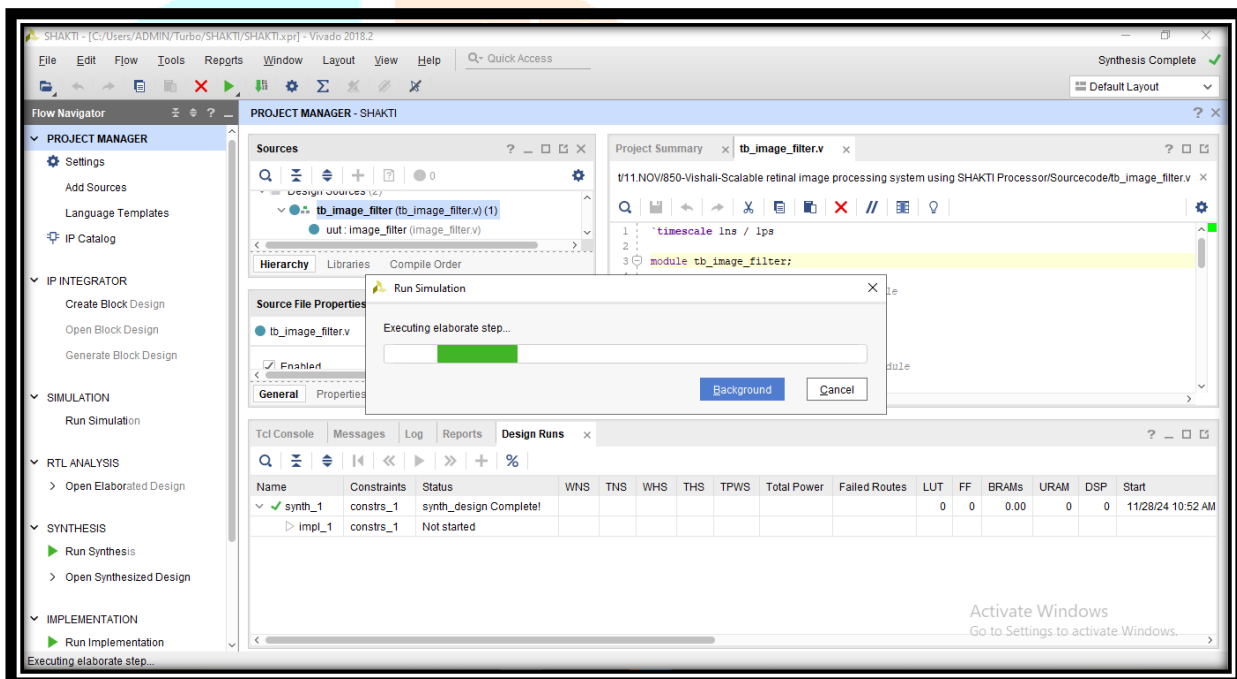 SHAKTI - [C:/Users/ADMIN/Turbo/SHAKTI/SHAKTI.xpr] - Vivado 2018.2
File Edit Flow Tools Reports Window Layout View Help Q- Quick Access
Synthesis Complete
Default Layout
Flow Navigator
PROJECT MANAGER - SHAKTI
PROJECT MANAGER
Settings
Add Sources
Language Templates
IP Catalog
IP INTEGRATOR
Create Block Design
Open Block Design
Generate Block Design
SIMULATION
Run Simulation
RTL ANALYSIS
Open Elaborated Design
SYNTHESIS
Run Synthesis
Open Synthesized Design
IMPLEMENTATION
Run Implementation
Sources
0
Design Sources (2)
tb_image_filter (tb_image_filter.v) (1)
uut : image_filter (image_filter.v)
Hierarchy Libraries Compile Order
Source File Properties
tb_image_filter.v
Enabled
General Properties
Project Summary tb_image_filter.v
t/11.NOV/850-Vishali-Scalable retinal image processing system using SHAKTI Processor/Sourcecode/tb_image_filter.v
1 `timescale 1ns / 1ps
2
3 module tb_image_filter;
Run Simulation
Executing elaborate step...
Background Cancel
Tcl Console Messages Log Reports Design Runs
Name Constraints Status WNS TNS WHS THS TPWS Total Power Failed Routes LUT FF BRAMs URAM DSP Start
synth_1 constrs_1 synth_design Complete! 0 0 0.00 0 0 11/28/24 10:52 AM
impl_1 constrs_1 Not started
Activate Windows
Go to Settings to activate Windows.
Executing elaborate step...